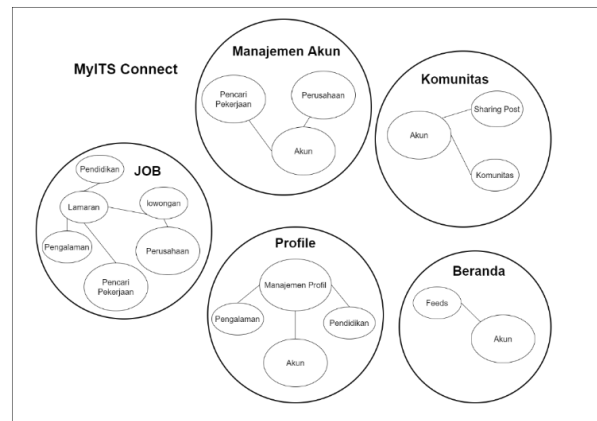 MyITS Connect
Manajemen Akun
Pencari
Pekerjaan
Perusahaan
Akun
Komunitas
Sharing Post
Akun
Komunitas
JOB
Pendidikan
Lamaran
lowongan
Pengalaman
Perusahaan
Pencari
Pekerjaan
Profile
Manajemen Profil
Pengalaman
Pendidikan
Akun
Beranda
Feeds
Akun